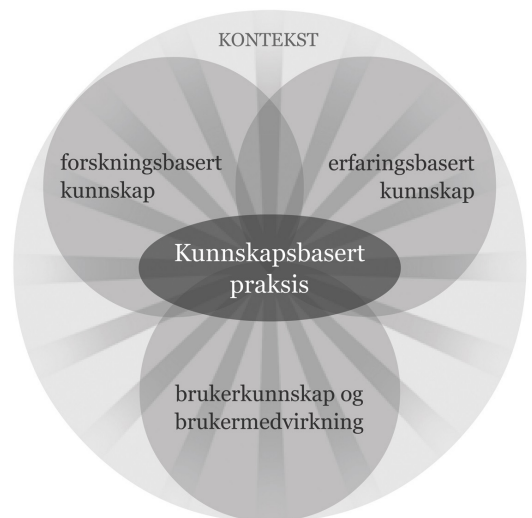 KONTEKST
forskningsbasert
kunnskap
erfaringsbasert
kunnskap
Kunnskapsbasert
praksis
brukerkunnskap og
brukermedvirkning